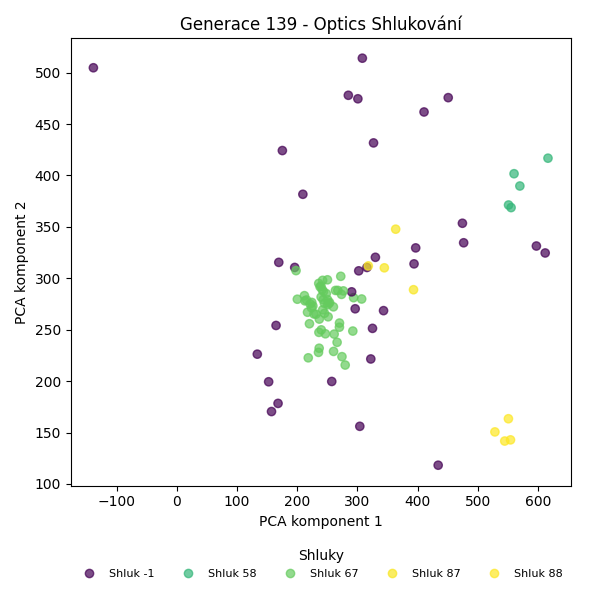 Generace 139 - Optics Shlukování
PCA komponent 2
500
450
400
350
300
250
200
150
100
−100 0 100 200 300 400 500 600
PCA komponent 1
Shluky
Shluk -1 Shluk 58 Shluk 67 Shluk 87 Shluk 88